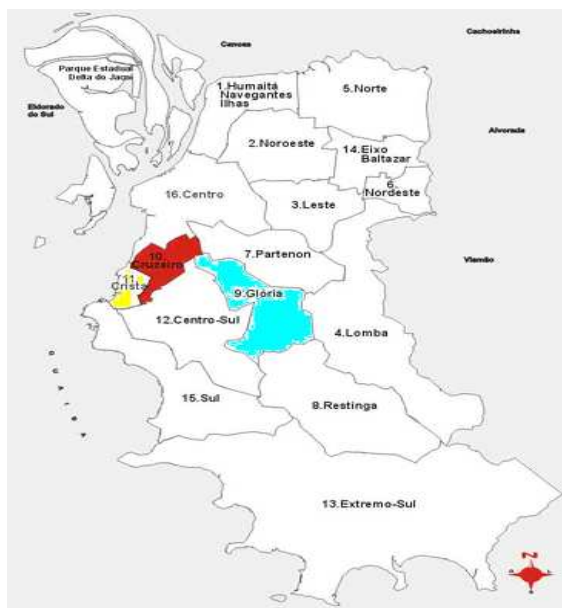 Cachoeirinha
Canoas
Parque Estadual
Delta do Jacuí
1.Humaitá
Navegantes
Ilhas
5.Norte
Eldorado
do Sul
Alvorada
2.Noroeste
14.Eixo
Baltazar
6.
Nordeste
16.Centro
3.Leste
7.Partenon
10.
Cruzeiro
Viamão
11.
Crista
9.Glória
12.Centro-Sul
4.Lomba
G U A I B A
15.Sul
8.Restinga
13.Extremo-Sul
N